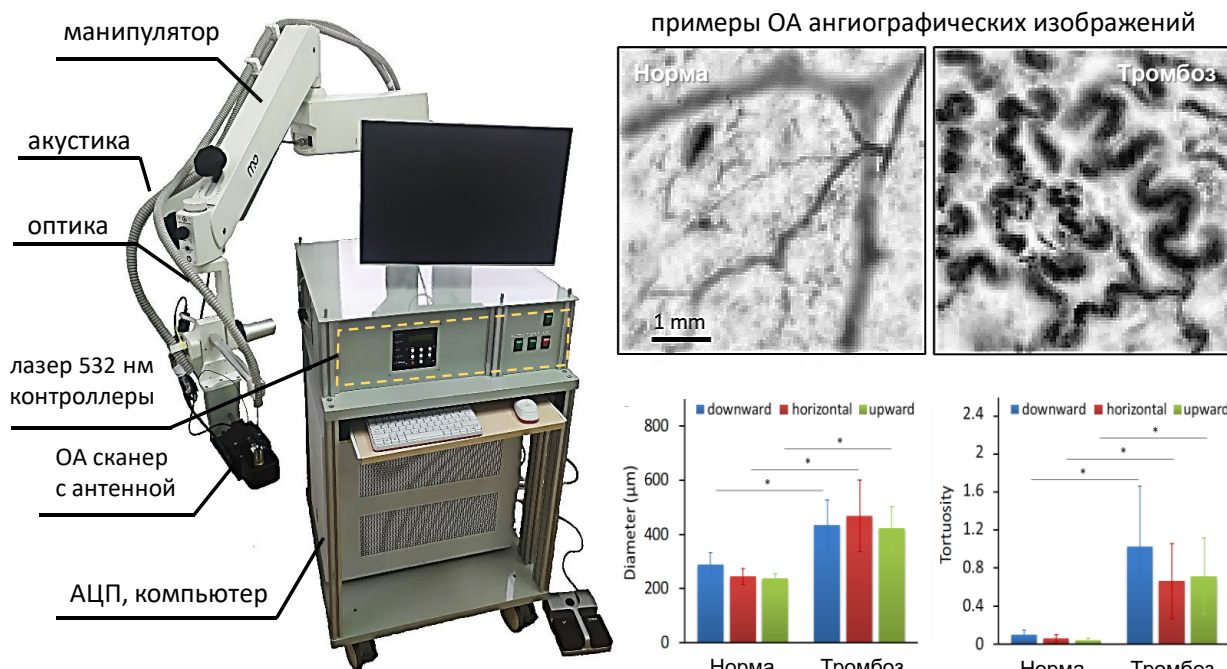 манипулятор
акустика
оптика
лазер 532 нм
контроллеры
ОА сканер
с антенной
АЦП, компьютер
примеры ОА ангиографических изображений
Норма
1 mm
Тромбоз
downward horizontal upward
Diameter (µm)
800
600
400
200
0
* * *
Норма Тромбоз
downward horizontal upward
Tortuosity
2.4
2
1.6
1.2
0.8
0.4
0
* * *
Норма Тромбоз